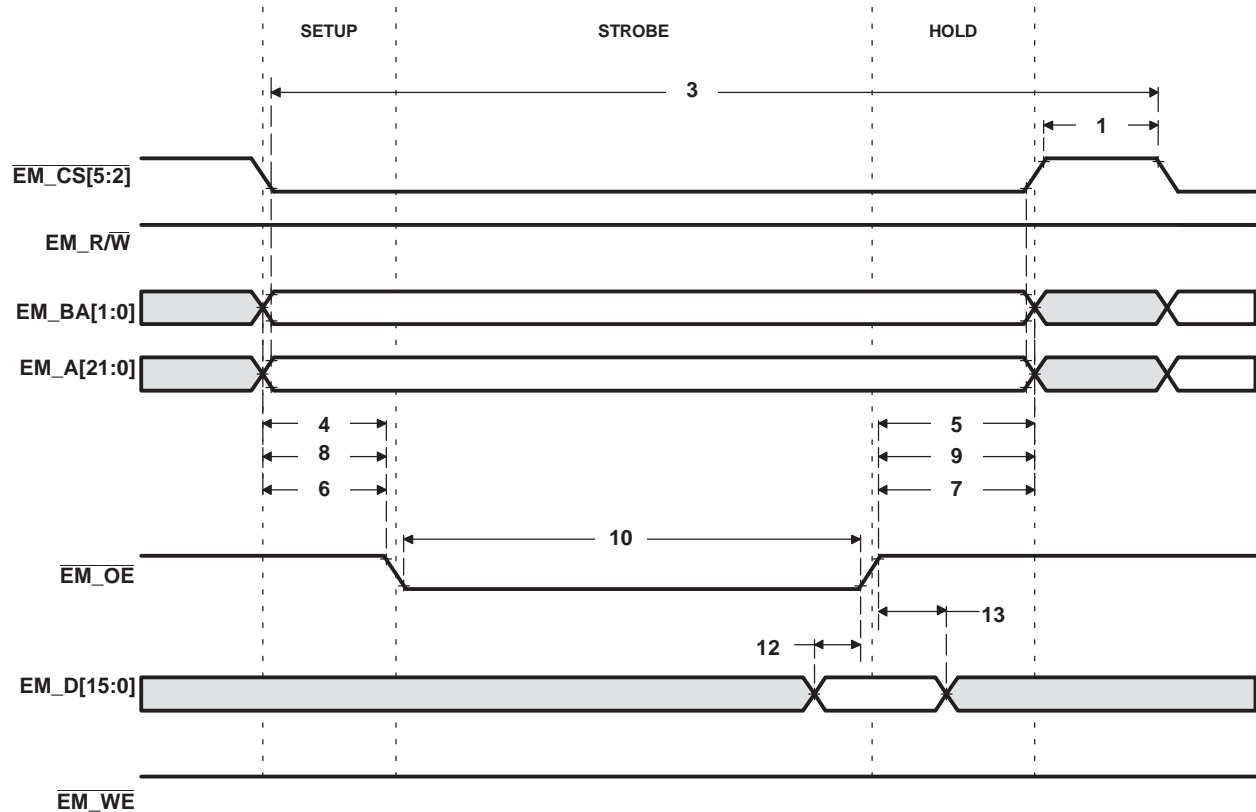 SETUP STROBE HOLD
3
1
EM_CS[5:2]
EM_R/W
EM_BA[1:0]
EM_A[21:0]
4 5
8 9
6 7
10
EM_OE
13
12
EM_D[15:0]
EM_WE